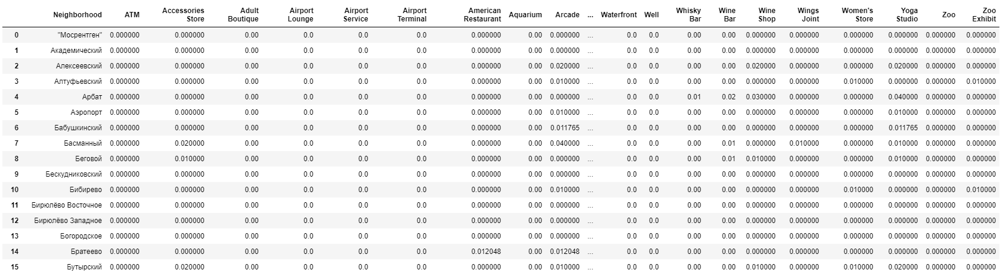 Neighborhood ATM Accessories Store Adult Boutique Airport Lounge Airport Service Airport Terminal American Restaurant Aquarium Arcade ... Waterfront Well Whisky Bar Wine Bar Wine Shop Wings Joint Women's Store Yoga Studio Zoo Zoo Exhibit
0 "Мосрентген" 0.000000 0.000000 0.00 0.0 0.0 0.0 0.000000 0.00 0.000000 ... 0.0 0.0 0.00 0.00 0.000000 0.000000 0.000000 0.000000 0.000000 0.000000
1 Академический 0.000000 0.000000 0.00 0.0 0.0 0.0 0.000000 0.00 0.000000 ... 0.0 0.0 0.00 0.00 0.000000 0.000000 0.000000 0.000000 0.000000 0.000000
2 Алексеевский 0.000000 0.000000 0.00 0.0 0.0 0.0 0.000000 0.00 0.020000 ... 0.0 0.0 0.00 0.00 0.020000 0.000000 0.000000 0.020000 0.000000 0.000000
3 Алтуфьевский 0.000000 0.000000 0.00 0.0 0.0 0.0 0.000000 0.00 0.010000 ... 0.0 0.0 0.00 0.00 0.000000 0.000000 0.010000 0.000000 0.000000 0.010000
4 Арбат 0.000000 0.000000 0.00 0.0 0.0 0.0 0.000000 0.00 0.000000 ... 0.0 0.0 0.01 0.02 0.030000 0.000000 0.000000 0.040000 0.000000 0.000000
5 Аэропорт 0.000000 0.000000 0.00 0.0 0.0 0.0 0.000000 0.00 0.010000 ... 0.0 0.0 0.00 0.00 0.000000 0.000000 0.000000 0.010000 0.000000 0.000000
6 Бабушкинский 0.000000 0.000000 0.00 0.0 0.0 0.0 0.000000 0.00 0.011765 ... 0.0 0.0 0.00 0.00 0.000000 0.000000 0.000000 0.011765 0.000000 0.000000
7 Басманный 0.000000 0.020000 0.00 0.0 0.0 0.0 0.000000 0.00 0.040000 ... 0.0 0.0 0.00 0.01 0.000000 0.010000 0.000000 0.010000 0.000000 0.000000
8 Беговой 0.000000 0.010000 0.00 0.0 0.0 0.0 0.000000 0.00 0.000000 ... 0.0 0.0 0.00 0.01 0.010000 0.000000 0.000000 0.010000 0.000000 0.000000
9 Бескудниковский 0.000000 0.000000 0.00 0.0 0.0 0.0 0.000000 0.00 0.000000 ... 0.0 0.0 0.00 0.00 0.000000 0.000000 0.000000 0.000000 0.000000 0.000000
10 Бибирево 0.000000 0.000000 0.00 0.0 0.0 0.0 0.000000 0.00 0.010000 ... 0.0 0.0 0.00 0.00 0.000000 0.000000 0.010000 0.000000 0.000000 0.010000
11 Бирюлёво Восточное 0.000000 0.000000 0.00 0.0 0.0 0.0 0.000000 0.00 0.000000 ... 0.0 0.0 0.00 0.00 0.000000 0.000000 0.000000 0.000000 0.000000 0.000000
12 Бирюлёво Западное 0.000000 0.000000 0.00 0.0 0.0 0.0 0.000000 0.00 0.000000 ... 0.0 0.0 0.00 0.00 0.000000 0.000000 0.000000 0.000000 0.000000 0.000000
13 Богородское 0.000000 0.000000 0.00 0.0 0.0 0.0 0.000000 0.00 0.000000 ... 0.0 0.0 0.00 0.00 0.000000 0.000000 0.000000 0.000000 0.000000 0.000000
14 Братеево 0.000000 0.000000 0.00 0.0 0.0 0.0 0.012048 0.00 0.012048 ... 0.0 0.0 0.00 0.00 0.000000 0.000000 0.000000 0.000000 0.000000 0.000000
15 Бутырский 0.000000 0.020000 0.00 0.0 0.0 0.0 0.000000 0.00 0.010000 ... 0.0 0.0 0.00 0.00 0.010000 0.000000 0.010000 0.020000 0.000000 0.000000